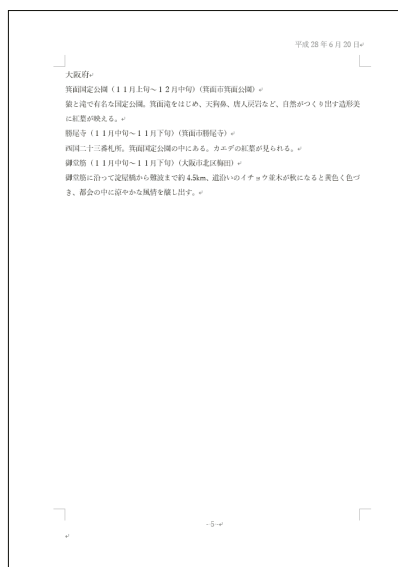 平成 28 年 6 月 20 日
大阪府
箕面国定公園（１１月上旬～１２月中旬）（箕面市箕面公園）
猿と滝で有名な国定公園。箕面滝をはじめ、天狗鼻、唐人戻岩など、自然がつくり出す造形美
に紅葉が映える。
勝尾寺（１１月中旬～１１月下旬）（箕面市勝尾寺）
西国二十三番札所。箕面国定公園の中にある。カエデの紅葉が見られる。
御堂筋（１１月中旬～１１月下旬）（大阪市北区梅田）
御堂筋に沿って淀屋橋から難波まで約 4.5km、道沿いのイチョウ並木が秋になると黄色く色づ
き、都会の中に涼やかな風情を醸し出す。
- 5 -